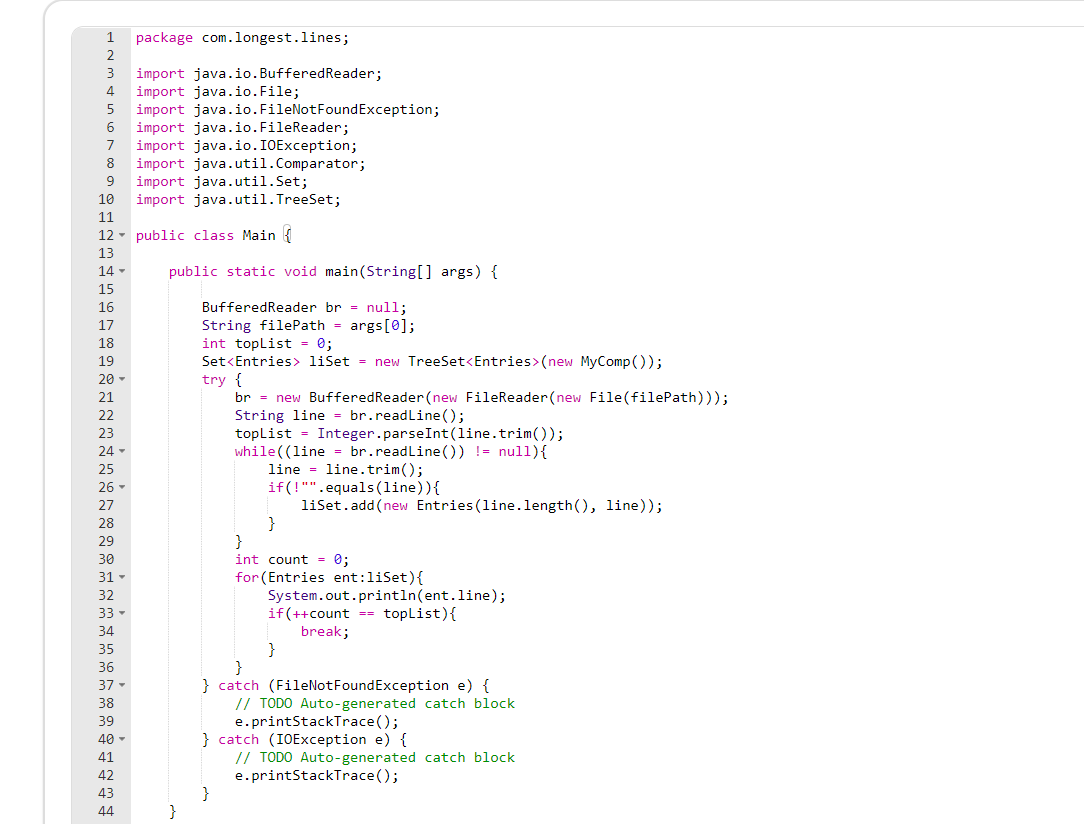 1 package com.longest.lines;
2
3 import java.io.BufferedReader;
4 import java.io.File;
5 import java.io.FileNotFoundException;
6 import java.io.FileReader;
7 import java.io.IOException;
8 import java.util.Comparator;
9 import java.util.Set;
10 import java.util.TreeSet;
11
12 public class Main {
13
14     public static void main(String[] args) {
15
16         BufferedReader br = null;
17         String filePath = args[0];
18         int topList = 0;
19         Set<Entries> liSet = new TreeSet<Entries>(new MyComp());
20         try {
21             br = new BufferedReader(new FileReader(new File(filePath)));
22             String line = br.readLine();
23             topList = Integer.parseInt(line.trim());
24             while((line = br.readLine()) != null){
25                 line = line.trim();
26                 if(!"".equals(line)){
27                     liSet.add(new Entries(line.length(), line));
28                 }
29             }
30             int count = 0;
31             for(Entries ent:liSet){
32                 System.out.println(ent.line);
33                 if(++count == topList){
34                     break;
35                 }
36             }
37         } catch (FileNotFoundException e) {
38             // TODO Auto-generated catch block
39             e.printStackTrace();
40         } catch (IOException e) {
41             // TODO Auto-generated catch block
42             e.printStackTrace();
43         }
44     }